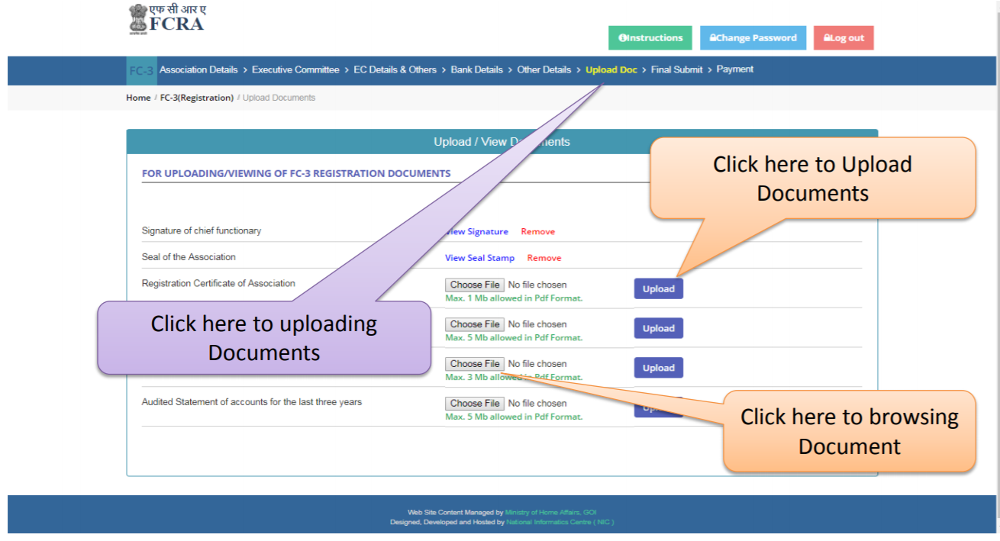 एफ सी आर ए
FCRA
Instructions
Change Password
Log out
FC-3 Association Details > Executive Committee > EC Details & Others > Bank Details > Other Details > Upload Doc > Final Submit > Payment
Home / FC-3(Registration) / Upload Documents
Upload / View
FOR UPLOADING/VIEWING OF FC-3 REGISTRATION DOCUMENTS
Click here to Upload
Documents
Signature of chief functionary
View Signature Remove
Seal of the Association
View Seal Stamp Remove
Registration Certificate of Association
Choose File No file chosen
Upload
Max. 1 Mb allowed in Pdf Format.
Click here to uploading
Documents
Choose File No file chosen
Upload
Max. 5 Mb allowed in Pdf Format.
Choose File No file chosen
Upload
Max. 3 Mb allowed in Pdf Format.
Audited Statement of accounts for the last three years
Choose File No file chosen
Max. 5 Mb allowed in Pdf Format.
Click here to browsing
Document
Web Site Content Managed by Ministry of Home Affairs, GOI
Designed, Developed and Hosted by National Informatics Centre ( NIC )